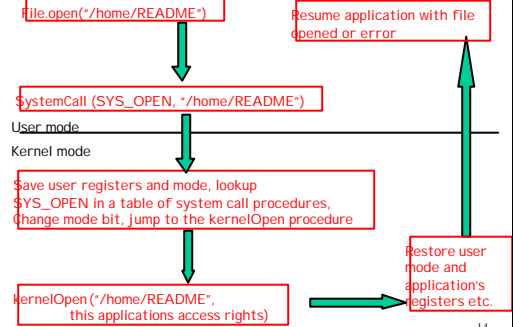 File.open("/home/README")
Resume application with file
opened or error
SystemCall (SYS_OPEN, "/home/README")
User mode
Kernel mode
Save user registers and mode, lookup
SYS_OPEN in a table of system call procedures,
Change mode bit, jump to the kernelOpen procedure
Restore user
mode and
application's
registers etc.
kernelOpen ("/home/README",
this applications access rights)